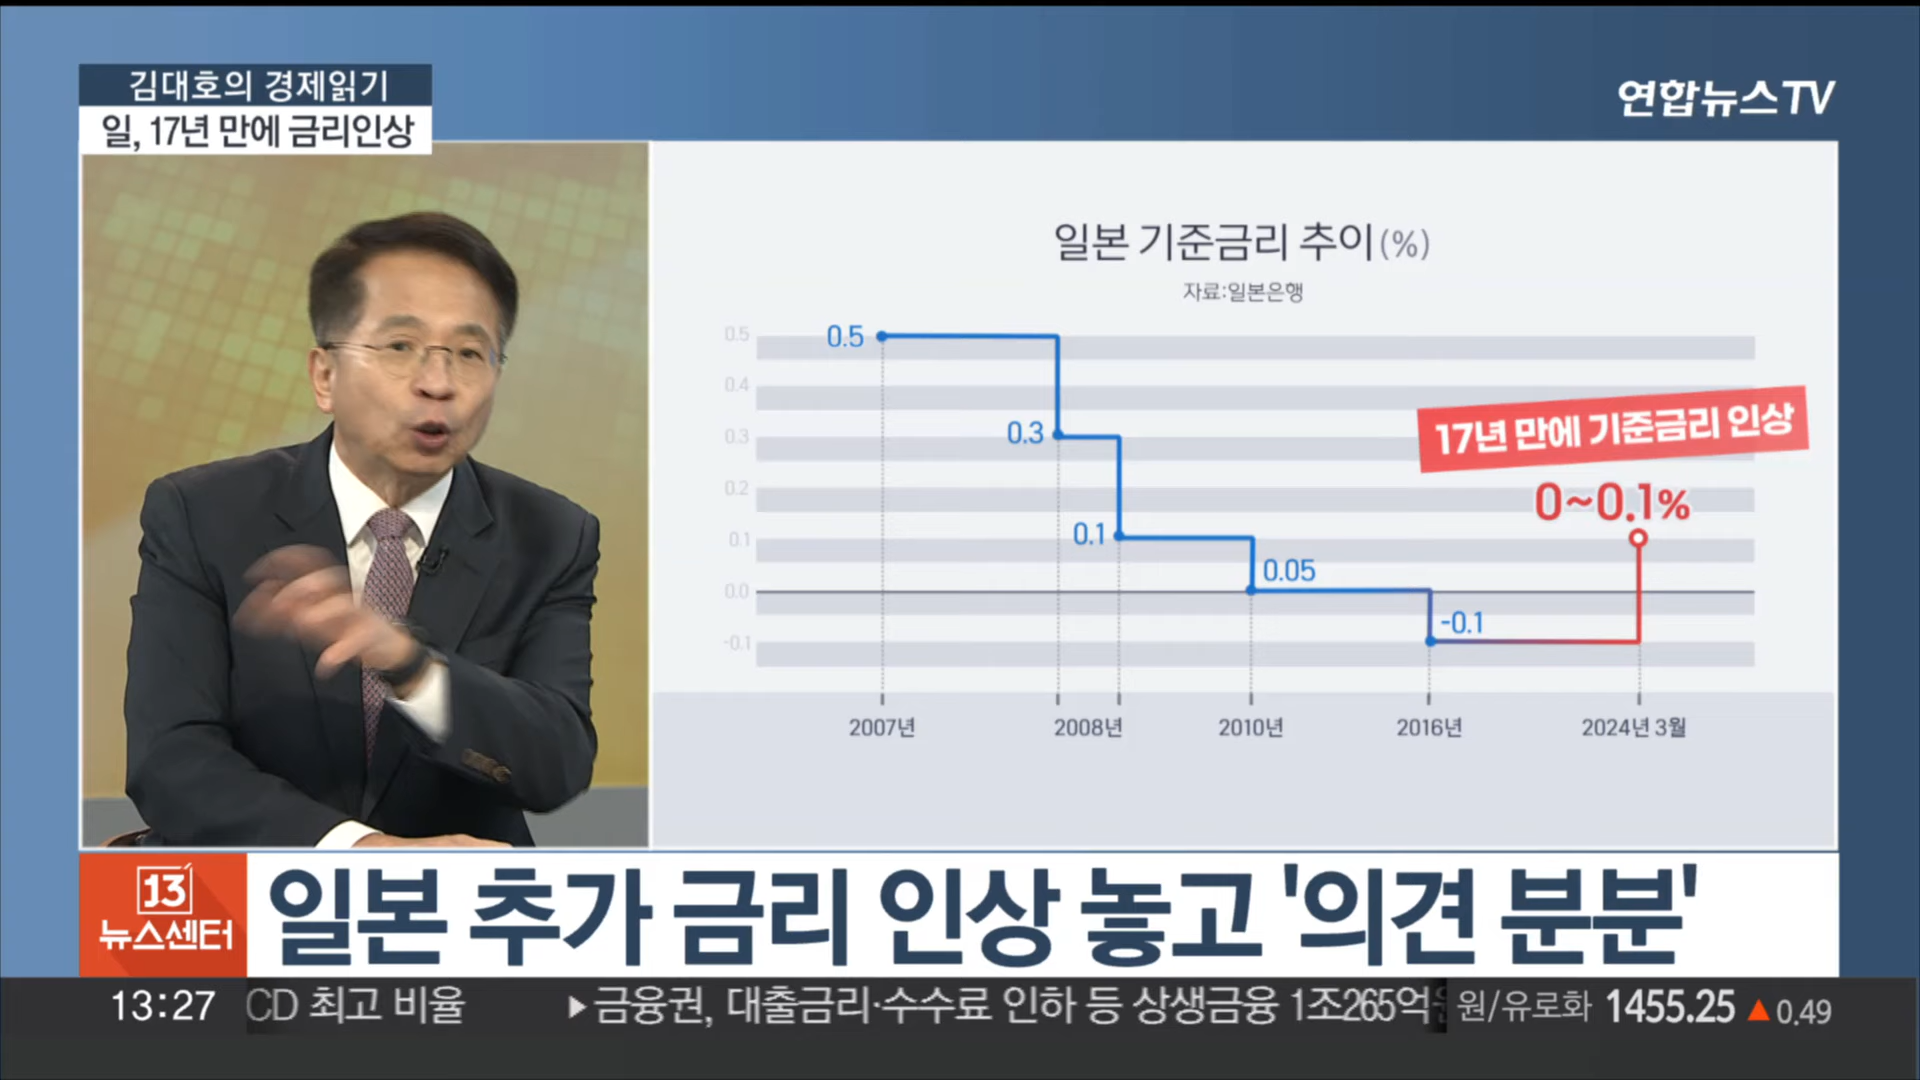 김대호의 경제읽기
일, 17년 만에 금리인상
연합뉴스TV
일본 기준금리 추이(%)
자료:일본은행
0.5
0.4
0.3
0.2
0.1
0.0
-0.1
0.5
0.3
0.1
0.05
-0.1
17년 만에 기준금리 인상
0~0.1%
2007년
2008년
2010년
2016년
2024년 3월
13
뉴스센터
일본 추가 금리 인상 놓고 '의견 분분'
13:27
CD 최고 비율 ▶금융권, 대출금리·수수료 인하 등 상생금융 1조265억
원/유로화 1455.25 ▲0.49